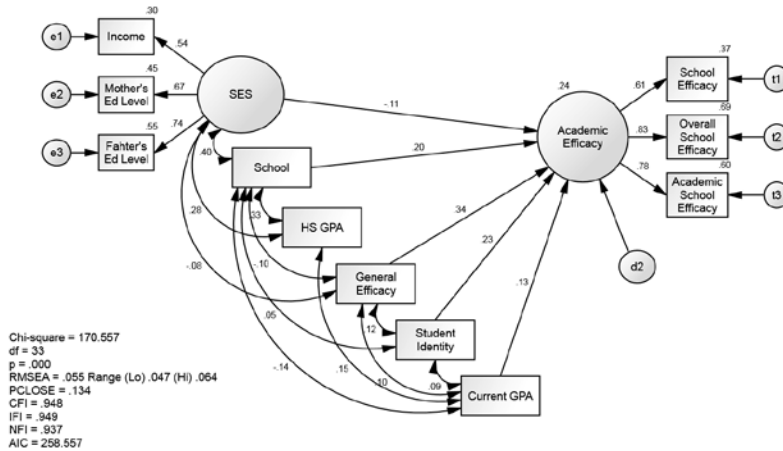 .30
e1
Income
.54
.45
e2
Mother's
Ed Level
.67
.55
e3
Fahter's
Ed Level
.74
SES
-.11
.24
Academic
Efficacy
.37
.61
School
Efficacy
t1
.69
.83
Overall
School
Efficacy
t2
.60
.78
Academic
School
Efficacy
t3
.40
School
.20
.28
.33
HS GPA
.34
-.08
-.10
General
Efficacy
.23
d2
.13
.05
.12
Student
Identity
-.14
.15
.10
.09
Current GPA
Chi-square = 170.557
df = 33
p = .000
RMSEA = .055 Range (Lo) .047 (Hi) .064
PCLOSE = .134
CFI = .948
IFI = .949
NFI = .937
AIC = 258.557